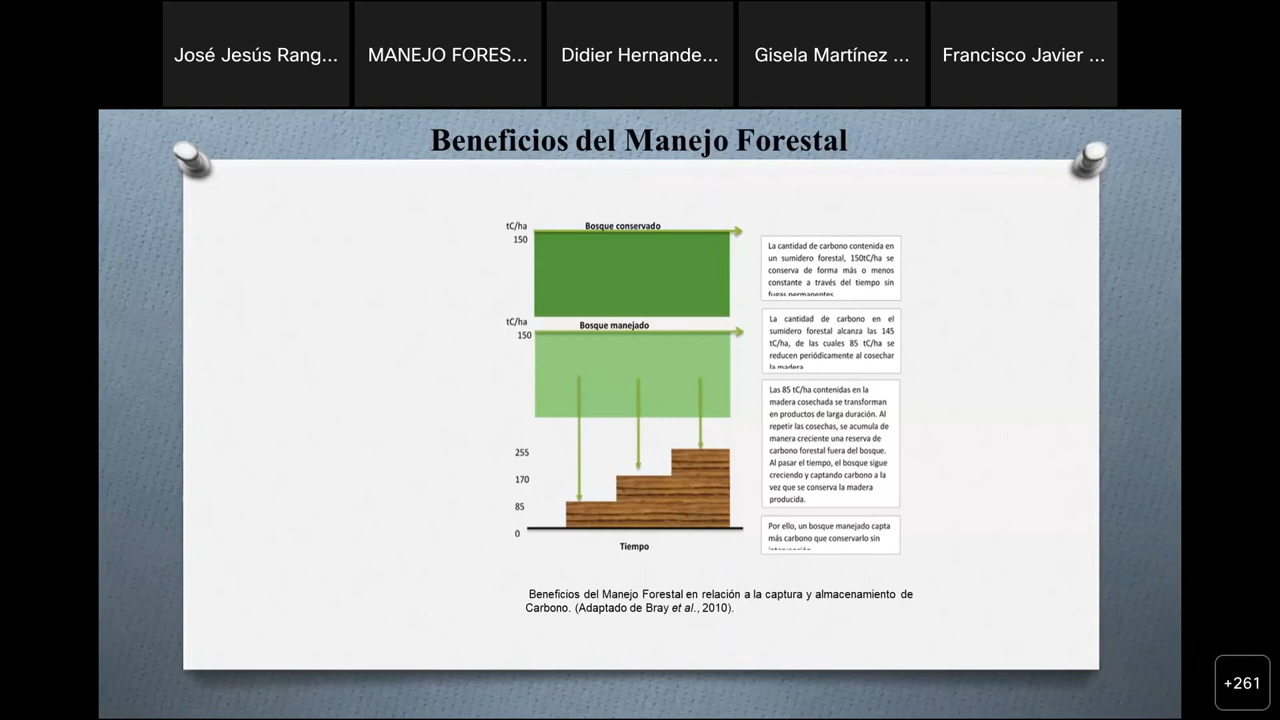 José Jesús Rang...
MANEJO FORES...
Didier Hernande...
Gisela Martínez ...
Francisco Javier ...
Beneficios del Manejo Forestal
tC/ha
Bosque conservado
150
La cantidad de carbono contenida en
un sumidero forestal, 150tC/ha se
conserva de forma más o menos
constante a través del tiempo sin
fugas permanentes
tC/ha
Bosque manejado
150
La cantidad de carbono en el
sumidero forestal alcanza las 145
tC/ha, de las cuales 85 tC/ha se
reducen periódicamente al cosechar
la madera
Las 85 tC/ha contenidas en la
madera cosechada se transforman
en productos de larga duración. Al
repetir las cosechas, se acumula de
manera creciente una reserva de
carbono forestal fuera del bosque.
Al pasar el tiempo, el bosque sigue
creciendo y captando carbono a la
vez que se conserva la madera
producida.
255
170
85
0
Tiempo
Por ello, un bosque manejado capta
más carbono que conservarlo sin
Beneficios del Manejo Forestal en relación a la captura y almacenamiento de
Carbono. (Adaptado de Bray et al., 2010).
+261